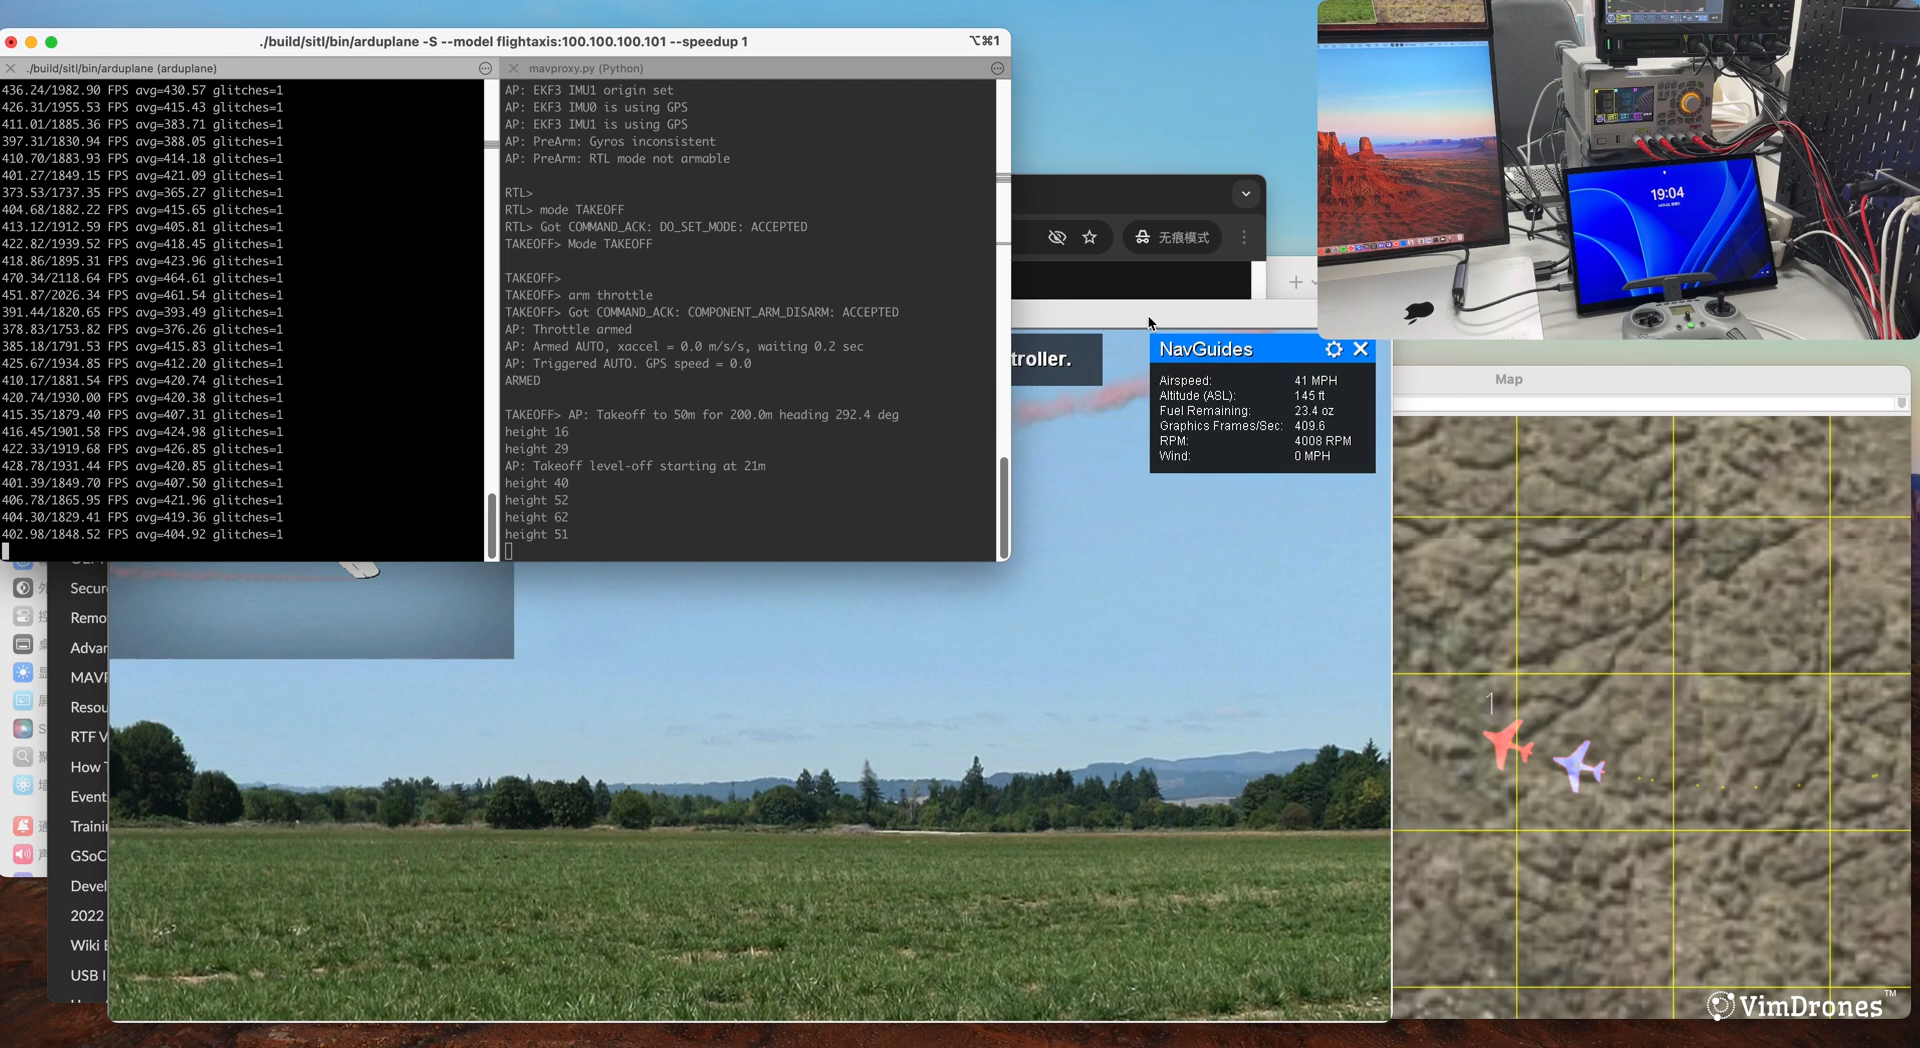 ./build/sitl/bin/arduplane -S --model flightaxis:100.100.100.101 --speedup 1
⌥⌘1
./build/sitl/bin/arduplane (arduplane)
436.24/1982.90 FPS avg=430.57 glitches=1
426.31/1955.53 FPS avg=415.43 glitches=1
411.01/1885.36 FPS avg=383.71 glitches=1
397.31/1830.94 FPS avg=388.05 glitches=1
410.70/1883.93 FPS avg=414.18 glitches=1
401.27/1849.15 FPS avg=421.09 glitches=1
373.53/1737.35 FPS avg=365.27 glitches=1
404.68/1882.22 FPS avg=415.65 glitches=1
413.12/1912.59 FPS avg=405.81 glitches=1
422.82/1939.52 FPS avg=418.45 glitches=1
418.86/1895.31 FPS avg=423.96 glitches=1
470.34/2118.64 FPS avg=464.61 glitches=1
451.87/2026.34 FPS avg=461.54 glitches=1
391.44/1820.65 FPS avg=393.49 glitches=1
378.83/1753.82 FPS avg=376.26 glitches=1
385.18/1791.53 FPS avg=415.83 glitches=1
425.67/1934.85 FPS avg=412.20 glitches=1
410.17/1881.54 FPS avg=420.74 glitches=1
420.74/1930.00 FPS avg=420.38 glitches=1
415.35/1879.40 FPS avg=407.31 glitches=1
416.45/1901.58 FPS avg=424.98 glitches=1
422.33/1919.68 FPS avg=426.85 glitches=1
428.78/1931.44 FPS avg=420.85 glitches=1
401.39/1849.70 FPS avg=407.50 glitches=1
406.78/1865.95 FPS avg=421.96 glitches=1
404.30/1829.41 FPS avg=419.36 glitches=1
402.98/1848.52 FPS avg=404.92 glitches=1
mavproxy.py (Python)
AP: EKF3 IMU1 origin set
AP: EKF3 IMU0 is using GPS
AP: EKF3 IMU1 is using GPS
AP: PreArm: Gyros inconsistent
AP: PreArm: RTL mode not armable
RTL>
RTL> mode TAKEOFF
RTL> Got COMMAND_ACK: DO_SET_MODE: ACCEPTED
TAKEOFF> Mode TAKEOFF
TAKEOFF>
TAKEOFF> arm throttle
TAKEOFF> Got COMMAND_ACK: COMPONENT_ARM_DISARM: ACCEPTED
AP: Throttle armed
AP: Armed AUTO, xaccel = 0.0 m/s/s, waiting 0.2 sec
AP: Triggered AUTO. GPS speed = 0.0
ARMED
TAKEOFF> AP: Takeoff to 50m for 200.0m heading 292.4 deg
height 16
height 29
AP: Takeoff level-off starting at 21m
height 40
height 52
height 62
height 51
无痕模式
19:04
troller.
NavGuides
Airspeed: 41 MPH
Altitude (ASL): 145 ft
Fuel Remaining: 23.4 oz
Graphics Frames/Sec: 409.6
RPM: 4008 RPM
Wind: 0 MPH
Map
1
Secur
Remo
Advan
MAVP
Resou
RTF V
How T
Event
Trainin
GSoC
Devel
2022
Wiki E
USB I
VimDrones™